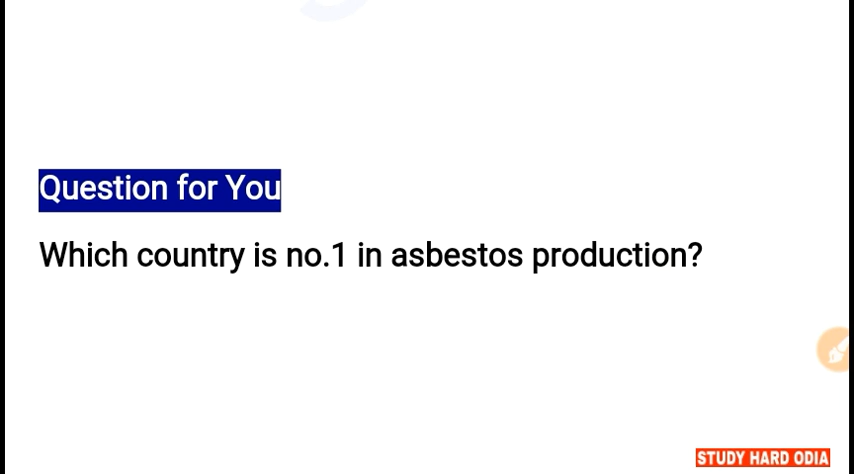 Question for You
Which country is no.1 in asbestos production?
STUDY HARD ODIA